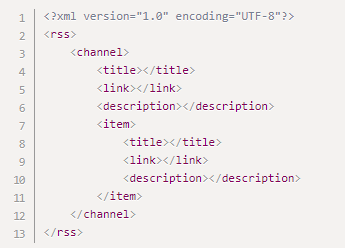 1 <?xml version="1.0" encoding="UTF-8"?>
2 <rss>
3 <channel>
4 <title></title>
5 <link></link>
6 <description></description>
7 <item>
8 <title></title>
9 <link></link>
10 <description></description>
11 </item>
12 </channel>
13 </rss>